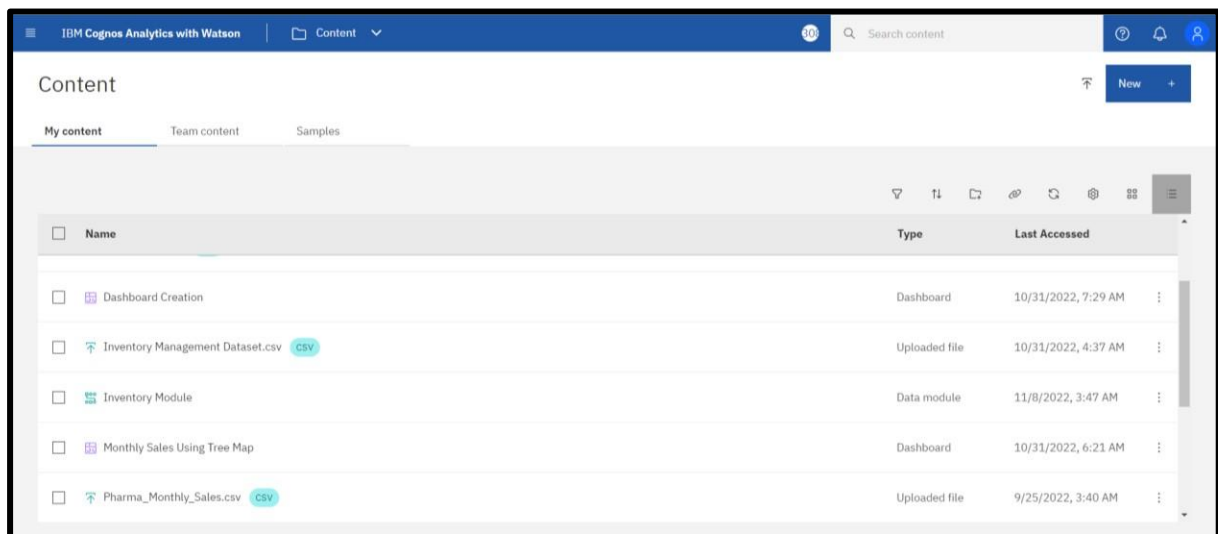 IBM Cognos Analytics with Watson Content 30 Search content
Content New +
My content Team content Samples
Name Type Last Accessed
Dashboard Creation Dashboard 10/31/2022, 7:29 AM
Inventory Management Dataset.csv CSV Uploaded file 10/31/2022, 4:37 AM
Inventory Module Data module 11/8/2022, 3:47 AM
Monthly Sales Using Tree Map Dashboard 10/31/2022, 6:21 AM
Pharma_Monthly_Sales.csv CSV Uploaded file 9/25/2022, 3:40 AM